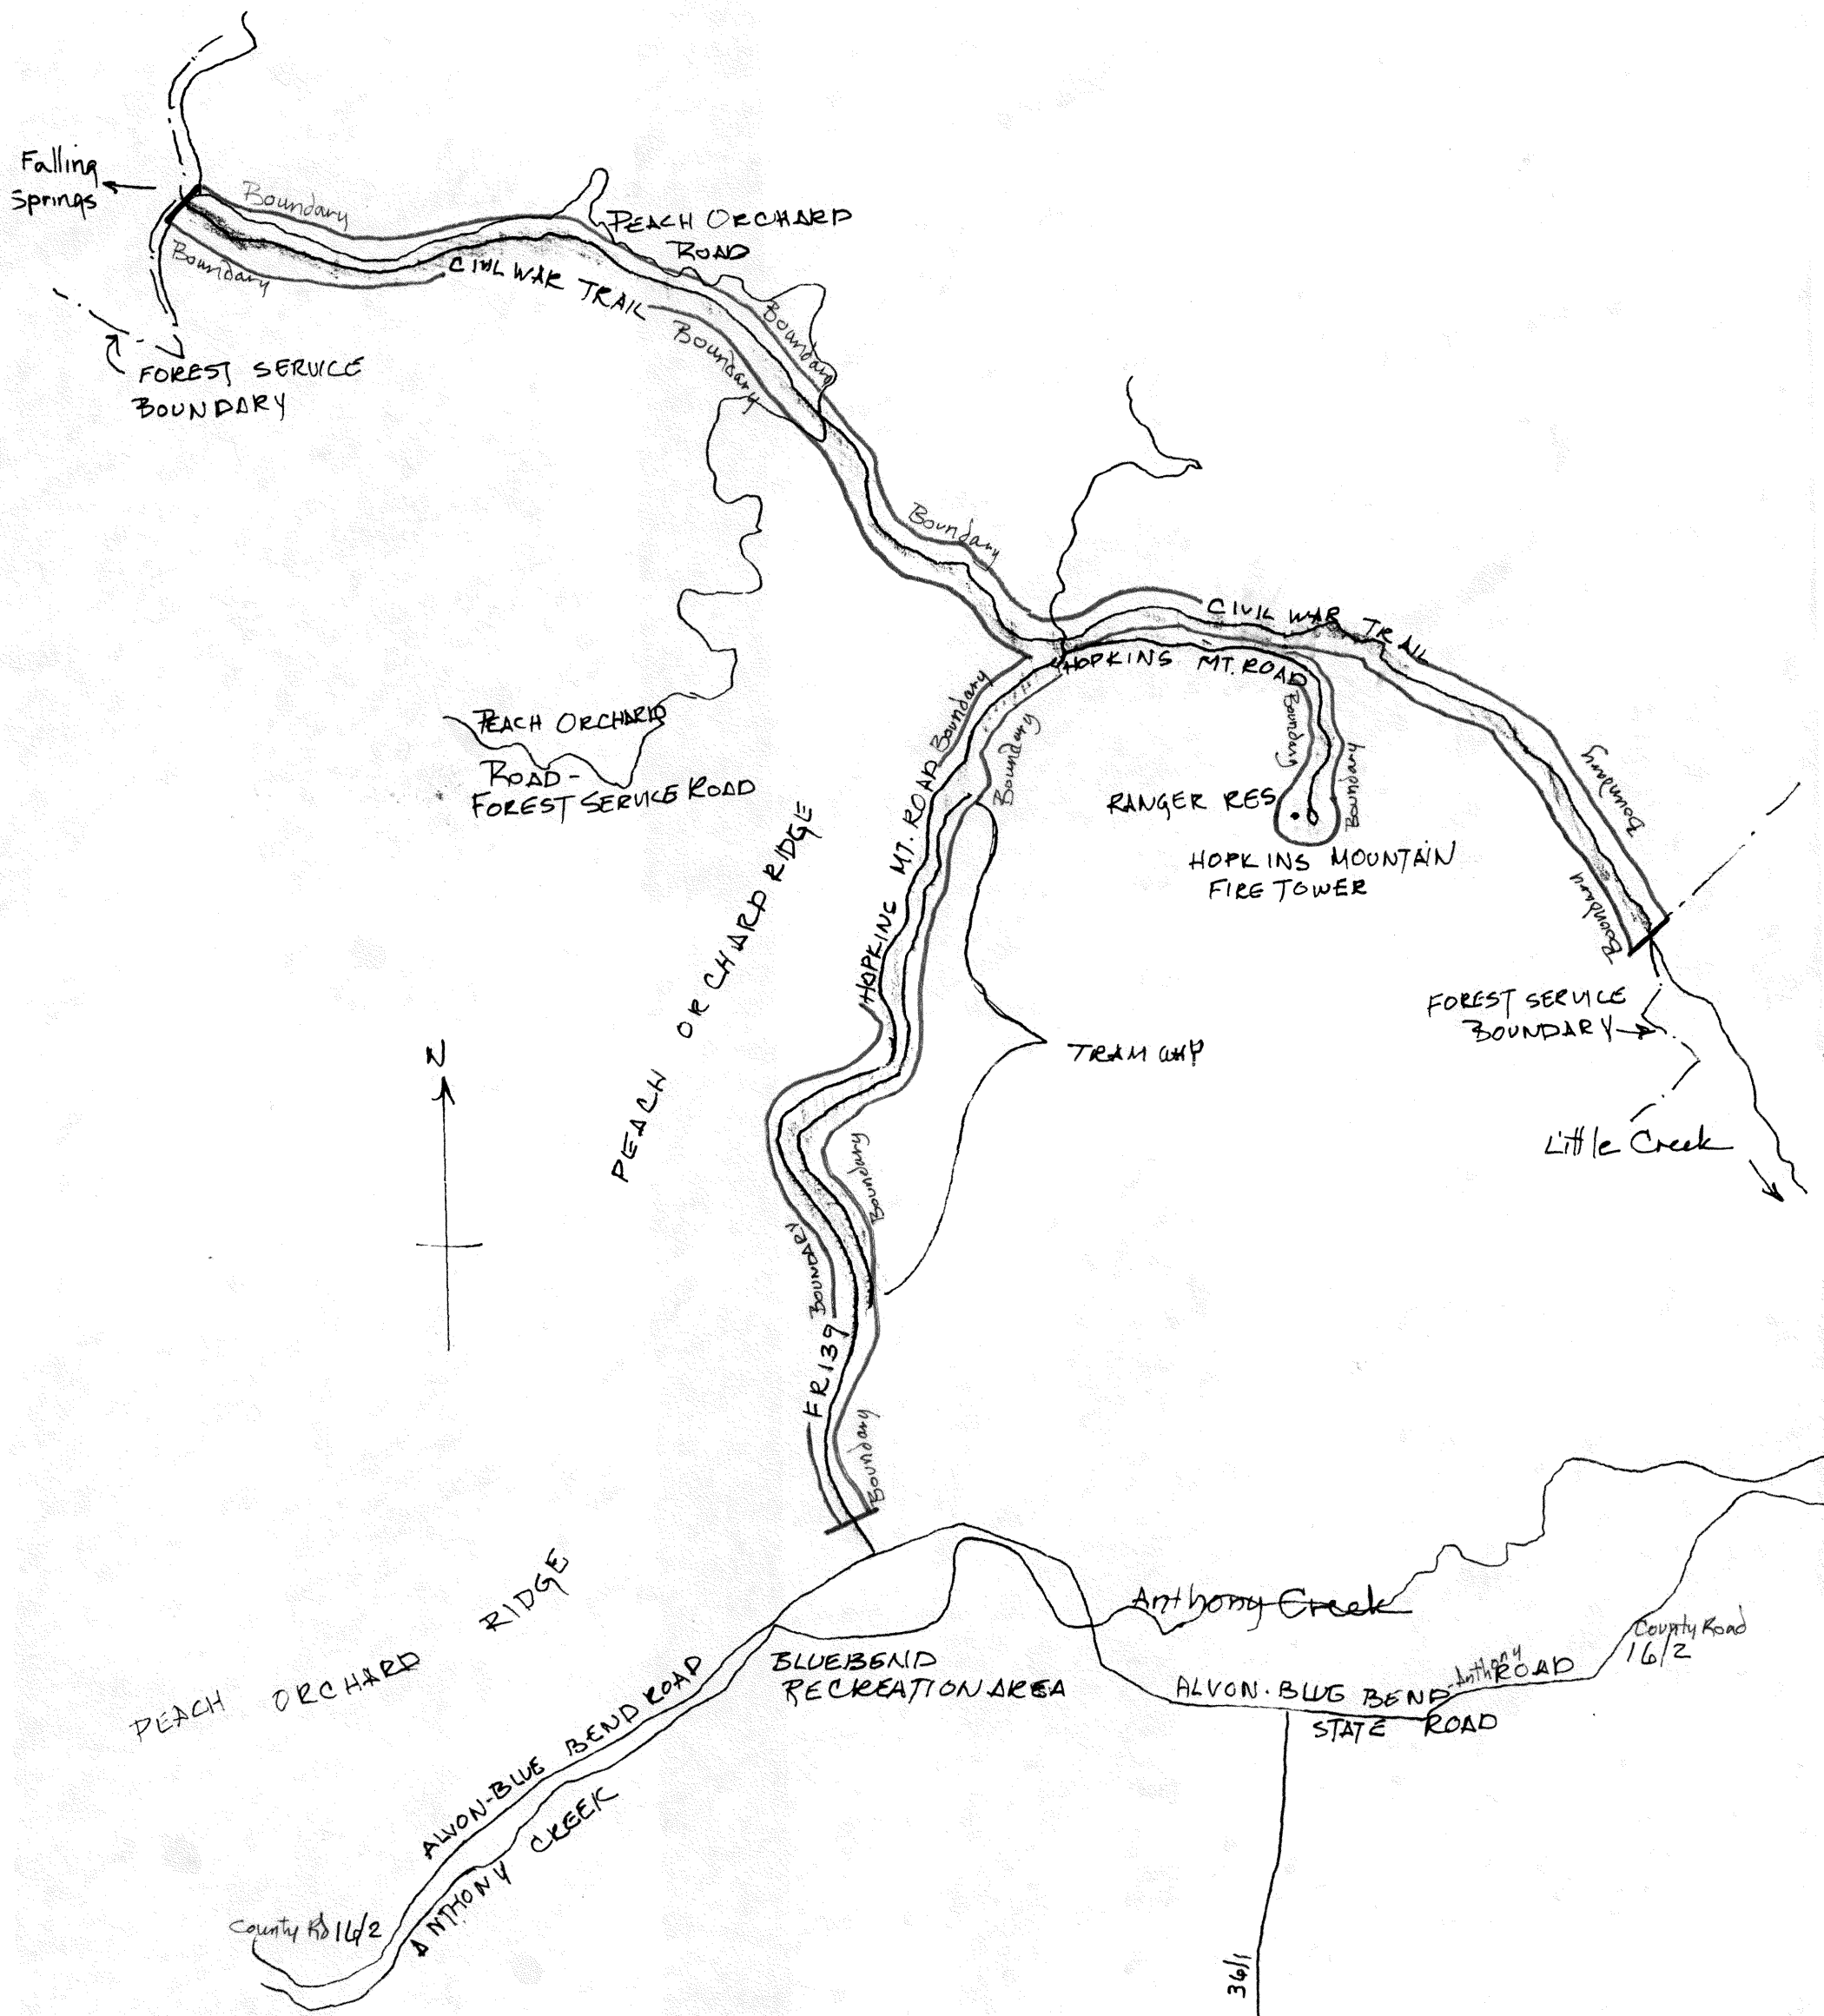 Falling
Springs
Boundary
Boundary
PEACH ORCHARD
ROAD
CIVIL WAR TRAIL
FOREST SERVICE
BOUNDARY
Boundary
Boundary
Boundary
CIVIL WAR TRAIL
HOPKINS MT. ROAD
Boundary
Boundary
HOPKINS MT. ROAD
Boundary
Boundary
RANGER RES.
HOPKINS MOUNTAIN
FIRE TOWER
Boundary
Boundary
PEACH ORCHARD
ROAD -
FOREST SERVICE ROAD
PEACH ORCHARD RIDGE
FOREST SERVICE
BOUNDARY
N
TRAMWAY
Little Creek
Boundary
BOUNDARY
FR 139
Boundary
PEACH ORCHARD RIDGE
Anthony Creek
BLUEBEND
RECREATION AREA
ALVON-BLUE BEND ROAD
ANTHONY CREEK
County Rd 16/2
ALVON-BLUE BEND-Anthony ROAD
STATE ROAD
County Road
16/2
36/1